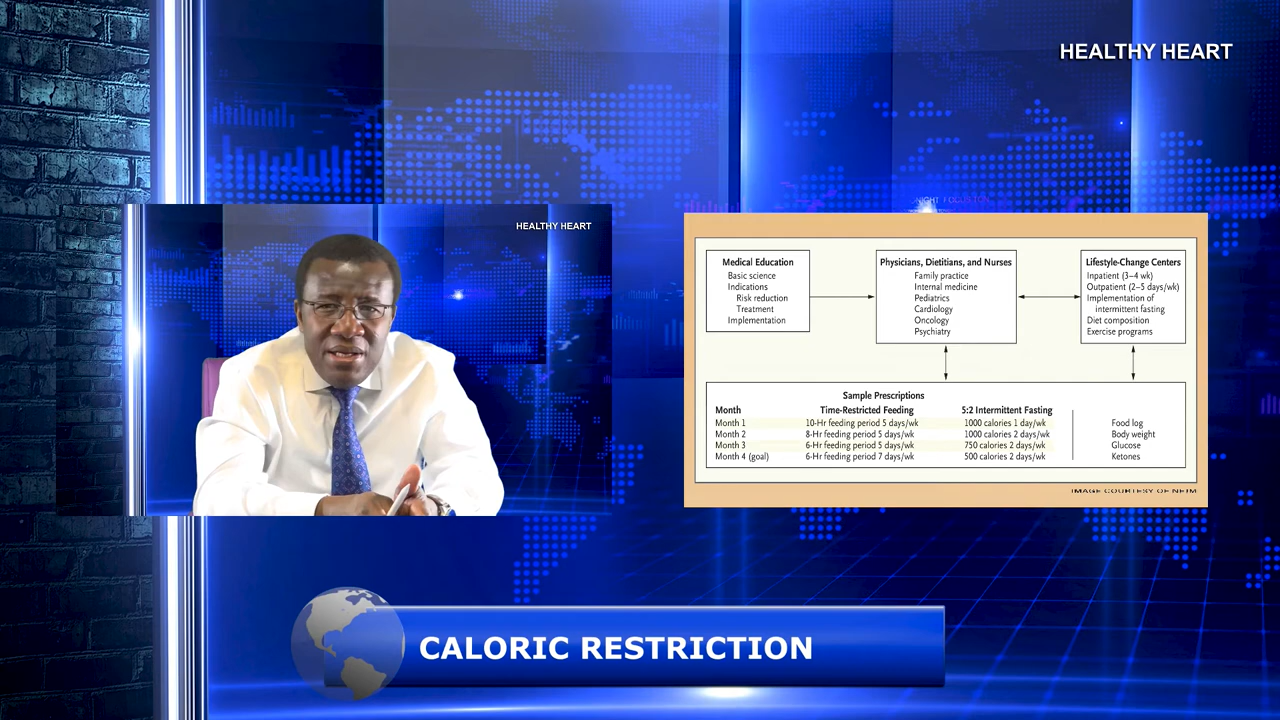 HEALTHY HEART
HEALTHY HEART
Medical Education
Basic science
Indications
Risk reduction
Treatment
Implementation
Physicians, Dietitians, and Nurses
Family practice
Internal medicine
Pediatrics
Cardiology
Oncology
Psychiatry
Lifestyle-Change Centers
Inpatient (3–4 wk)
Outpatient (2–5 days/wk)
Implementation of
intermittent fasting
Diet composition
Exercise programs
Sample Prescriptions
Month Time-Restricted Feeding 5:2 Intermittent Fasting
Month 1 10-Hr feeding period 5 days/wk 1000 calories 1 day/wk Food log
Month 2 8-Hr feeding period 5 days/wk 1000 calories 2 days/wk Body weight
Month 3 6-Hr feeding period 5 days/wk 750 calories 2 days/wk Glucose
Month 4 (goal) 6-Hr feeding period 7 days/wk 500 calories 2 days/wk Ketones
IMAGE COURTESY OF NEJM
CALORIC RESTRICTION